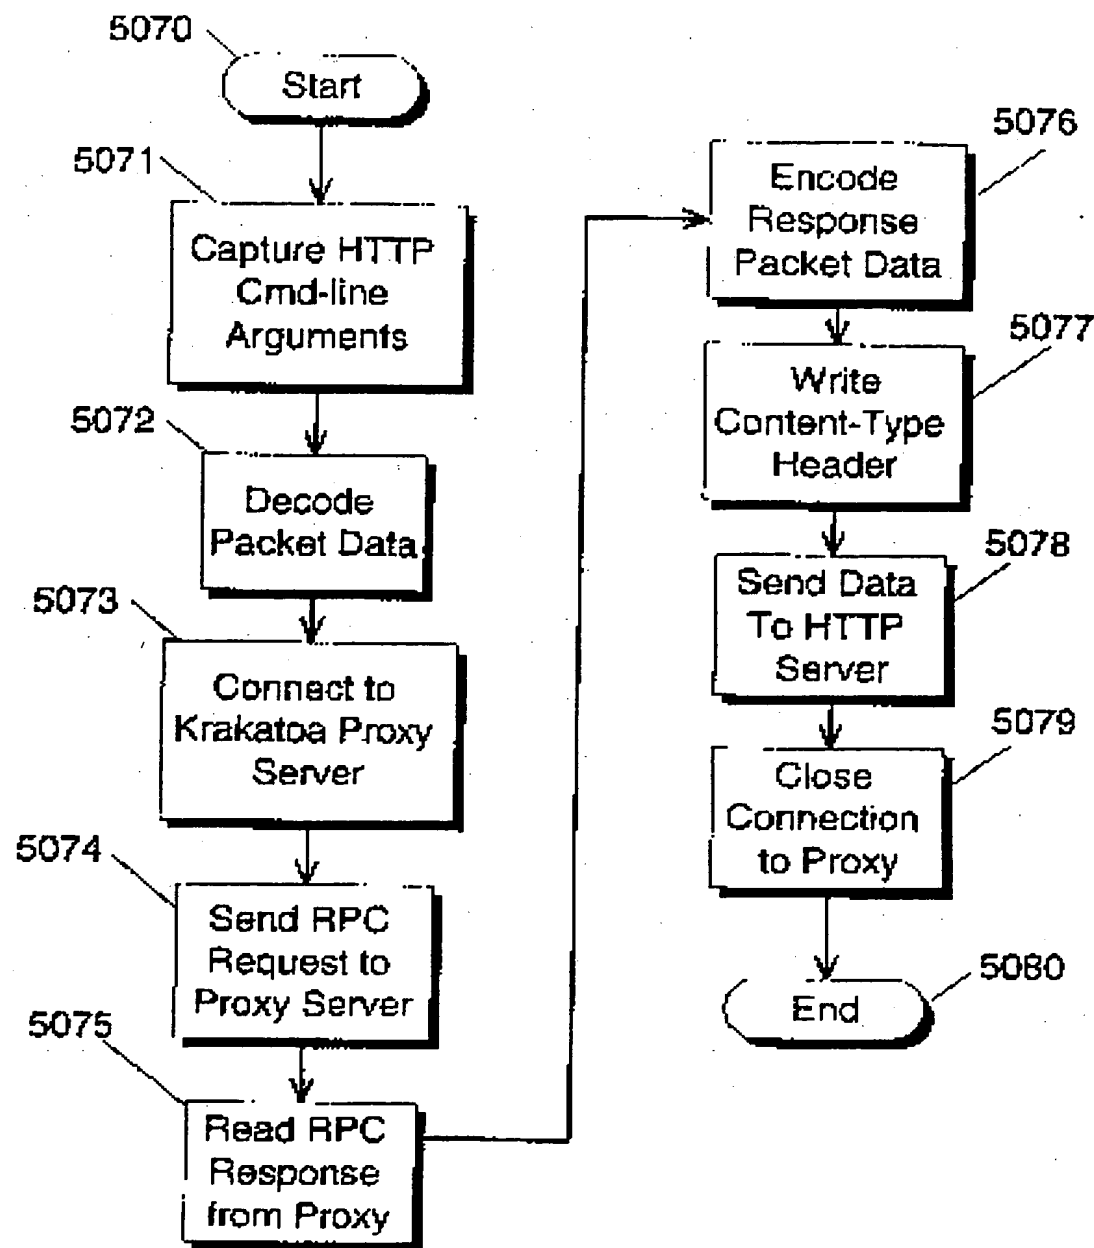 5070
Start
5071
Capture HTTP
Cmd-line
Arguments
5072
Decode
Packet Data
5073
Connect to
Krakatoa Proxy
Server
5074
Send RPC
Request to
Proxy Server
5075
Read RPC
Response
from Proxy
5076
Encode
Response
Packet Data
5077
Write
Content-Type
Header
5078
Send Data
To HTTP
Server
5079
Close
Connection
to Proxy
5080
End